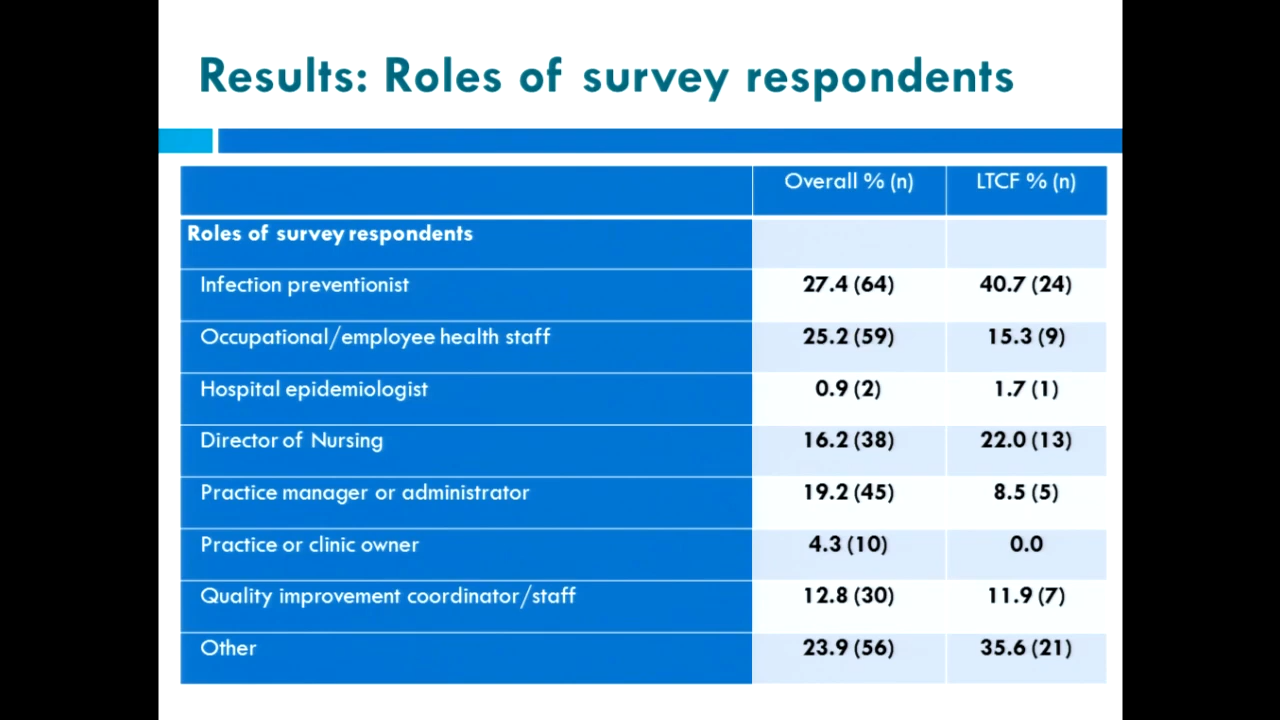 Results: Roles of survey respondents
Overall % (n) LTCF % (n)
Roles of survey respondents
Infection preventionist 27.4 (64) 40.7 (24)
Occupational/employee health staff 25.2 (59) 15.3 (9)
Hospital epidemiologist 0.9 (2) 1.7 (1)
Director of Nursing 16.2 (38) 22.0 (13)
Practice manager or administrator 19.2 (45) 8.5 (5)
Practice or clinic owner 4.3 (10) 0.0
Quality improvement coordinator/staff 12.8 (30) 11.9 (7)
Other 23.9 (56) 35.6 (21)